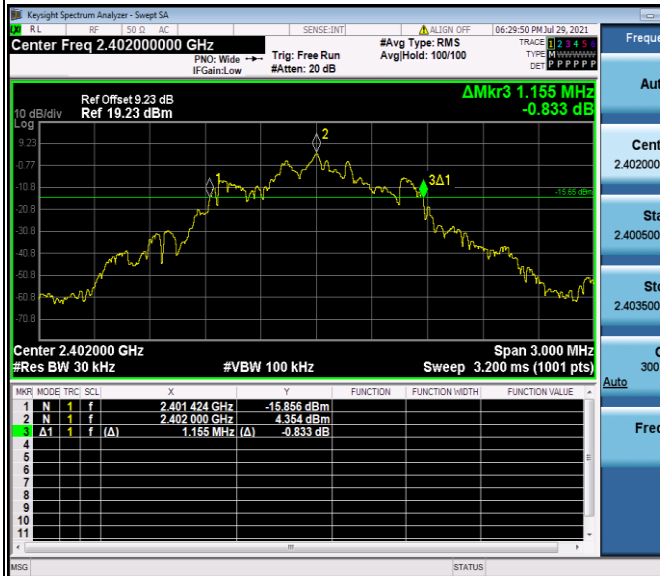 Keysight Spectrum Analyzer - Swept SA
RL RF 50 Ω AC SENSE:INT ALIGN OFF 06:29:50 PM Jul 29, 2021
Center Freq 2.402000000 GHz
PNO: Wide
IFGain:Low
Trig: Free Run
#Atten: 20 dB
#Avg Type: RMS
Avg|Hold: 100/100
TRACE 1 2 3 4 5 6
TYPE M WWWWW
DET P P P P P P
Ref Offset 9.23 dB
Ref 19.23 dBm
10 dB/div
Log
ΔMkr3 1.155 MHz
-0.833 dB
9.23
-0.77
-10.8
-20.8
-30.8
-40.8
-50.8
-60.8
-70.8
1
2
3Δ1
-15.65 dBm
Center 2.402000 GHz
#Res BW 30 kHz
#VBW 100 kHz
Span 3.000 MHz
Sweep 3.200 ms (1001 pts)
MKR MODE TRC SCL X Y FUNCTION FUNCTION WIDTH FUNCTION VALUE
1 N 1 f 2.401 424 GHz -15.856 dBm
2 N 1 f 2.402 000 GHz 4.354 dBm
3 Δ1 1 f (Δ) 1.155 MHz (Δ) -0.833 dB
4
5
6
7
8
9
10
11
MSG STATUS
Freque
Aut
Cent
2.402000
Sta
2.400500
Sto
2.403500
C
300
Auto
Freq